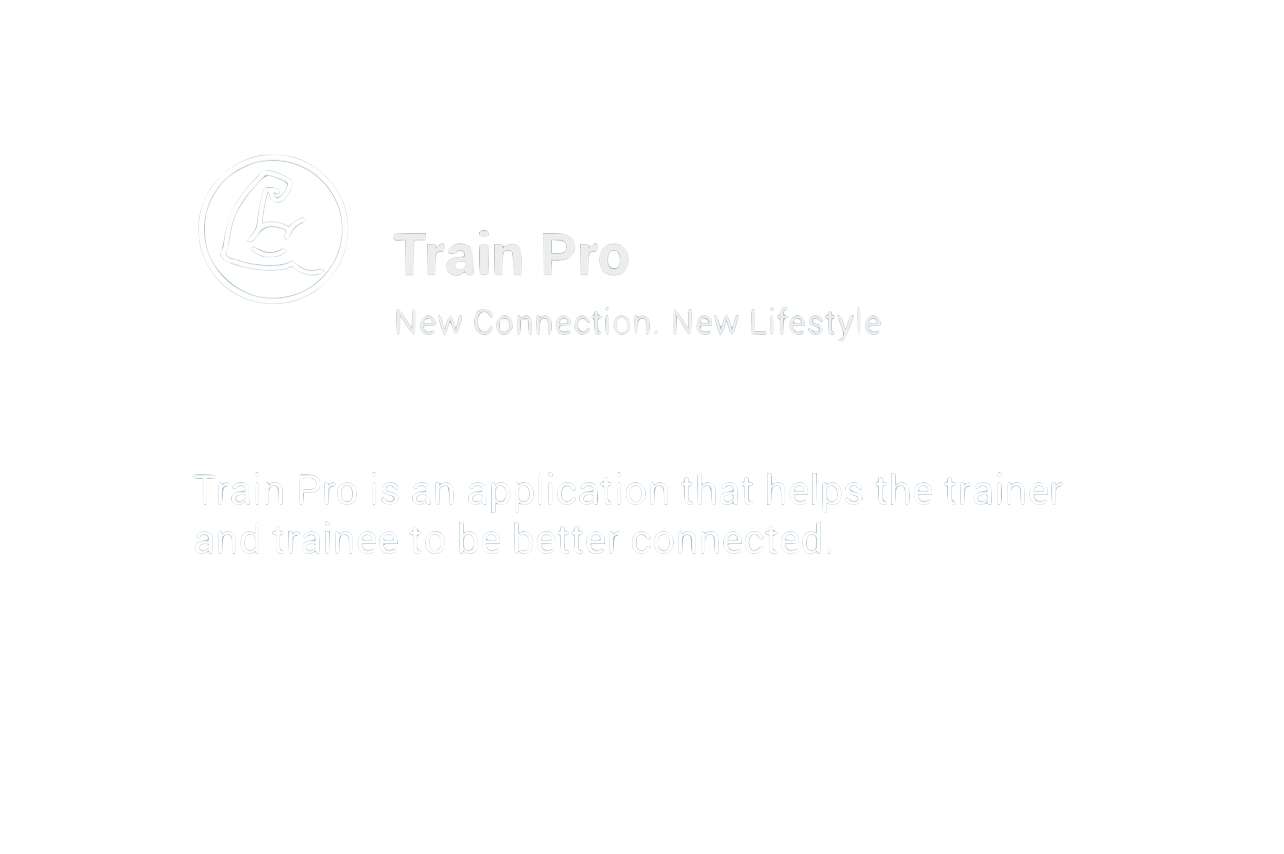 Train Pro
New Connection. New Lifestyle
Train Pro is an application that helps the trainer
and trainee to be better connected.